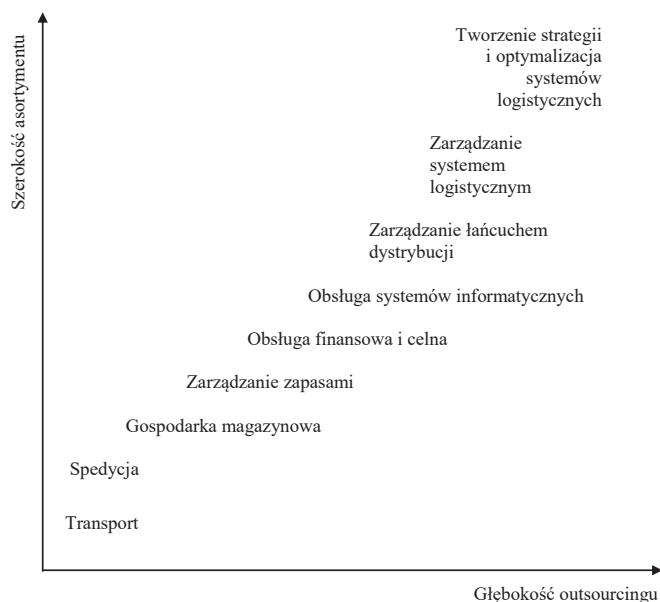 Szerokość asortymentu
Tworzenie strategii
i optymalizacja
systemów
logistycznych
Zarządzanie
systemem
logistycznym
Zarządzanie łańcuchem
dystrybucji
Obsługa systemów informatycznych
Obsługa finansowa i celna
Zarządzanie zapasami
Gospodarka magazynowa
Spedycja
Transport
Głębokość outsourcingu